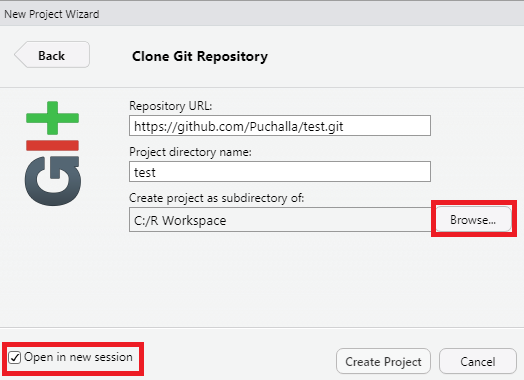 New Project Wizard
Back
Clone Git Repository
git
Repository URL:
https://github.com/Puchalla/test.git
Project directory name:
test
Create project as subdirectory of:
C:/R Workspace
Browse...
Open in new session
Create Project
Cancel